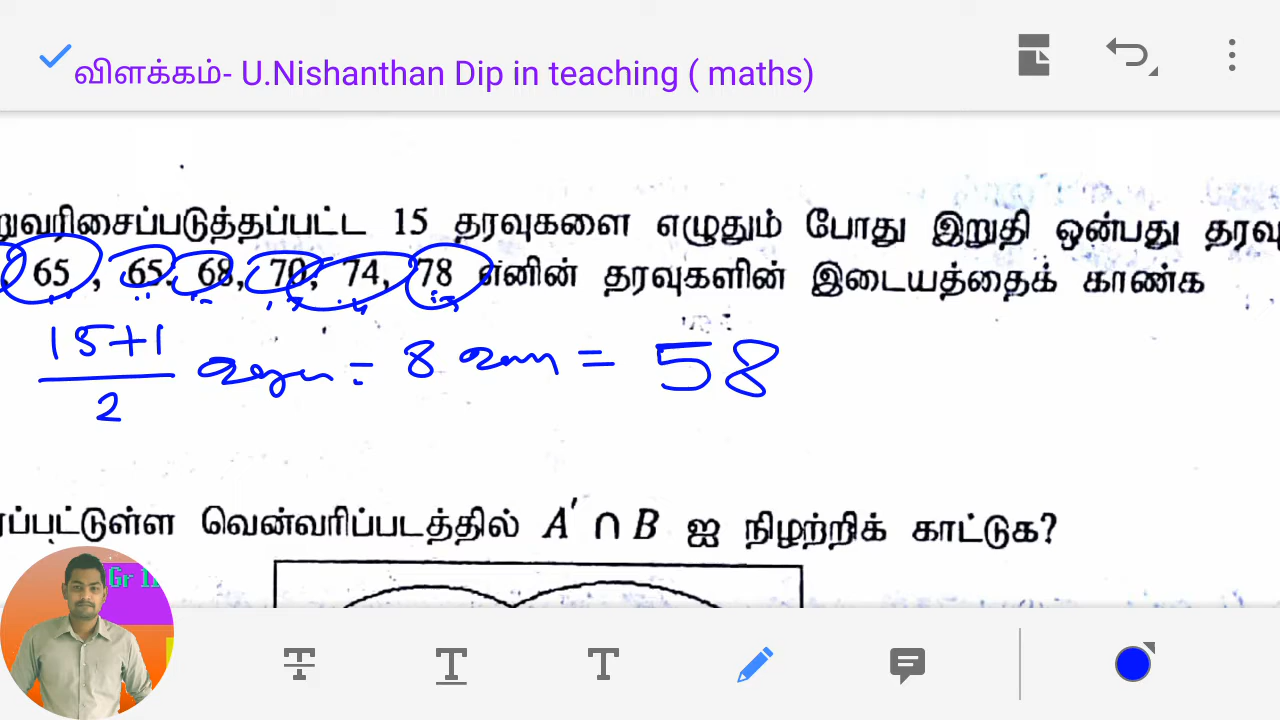 விளக்கம்- U.Nishanthan Dip in teaching ( maths)
றுவரிசைப்படுத்தப்பட்ட 15 தரவுகளை எழுதும் போது இறுதி ஒன்பது தரவு
65, 65, 68, 70, 74, 78 எனின் தரவுகளின் இடையத்தைக் காண்க
15+1
2
= 8 = 58
ரப்பட்டுள்ள வென்வரிப்படத்தில் A' ∩ B ஐ நிழற்றிக் காட்டுக?
Gr
T T T